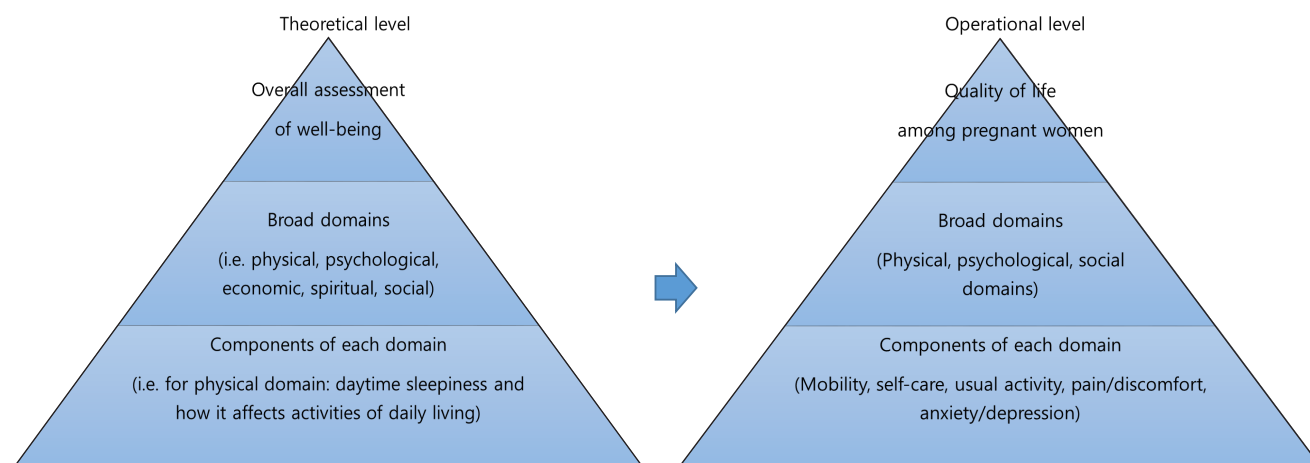 Theoretical level
Overall assessment
of well-being
Broad domains
(i.e. physical, psychological,
economic, spiritual, social)
Components of each domain
(i.e. for physical domain: daytime sleepiness and
how it affects activities of daily living)
Operational level
Quality of life
among pregnant women
Broad domains
(Physical, psychological, social
domains)
Components of each domain
(Mobility, self-care, usual activity, pain/discomfort,
anxiety/depression)